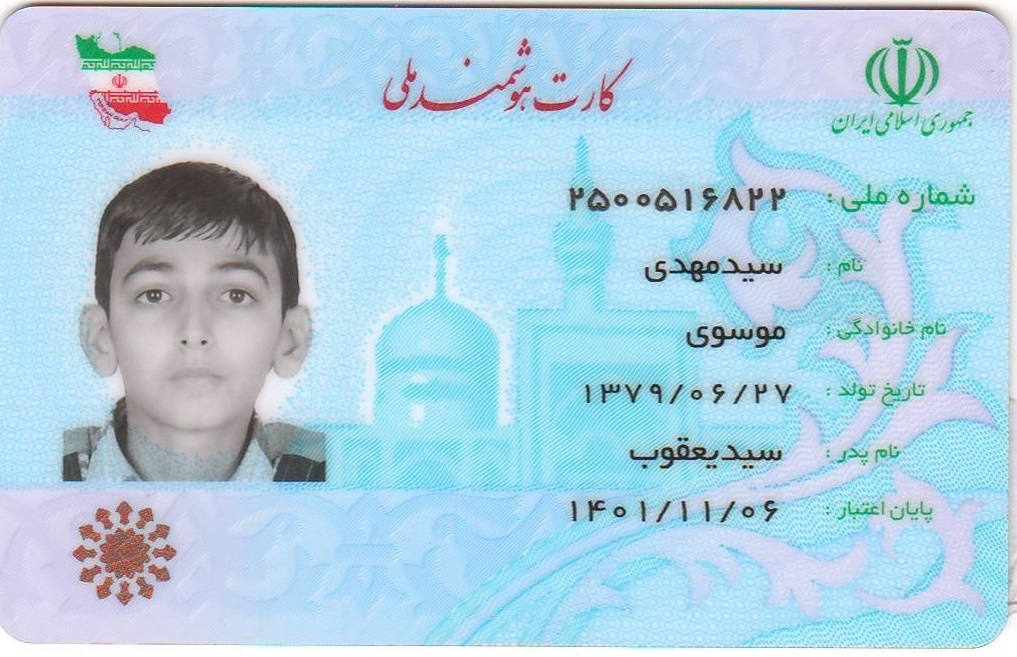 کارت هوشمند ملی
جمهوری اسلامی ایران
شماره ملی : ۲۵۰۰۵۱۶۸۲۲
نام : سیدمهدی
نام خانوادگی : موسوی
تاریخ تولد : ۱۳۷۹/۰۶/۲۷
نام پدر : سیدیعقوب
پایان اعتبار : ۱۴۰۱/۱۱/۰۶